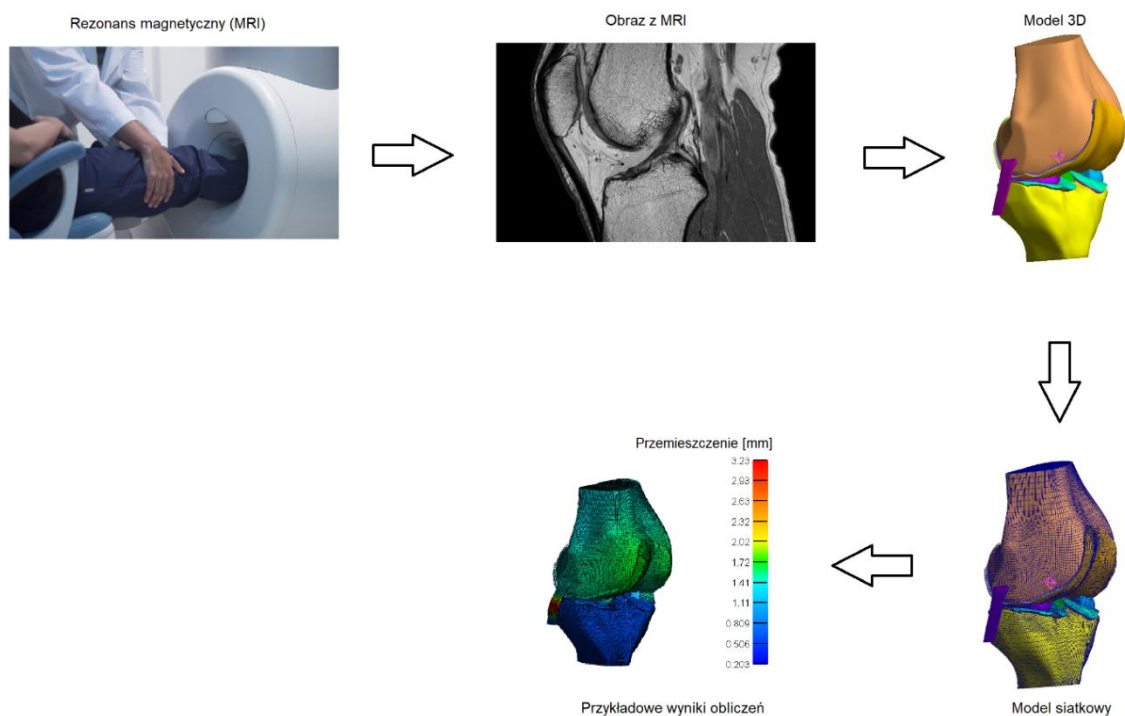 Rezonans magnetyczny (MRI)
Obraz z MRI
Model 3D
Przemieszczenie [mm]
3.23
2.93
2.63
2.32
2.02
1.72
1.41
1.11
0.809
0.506
0.203
Przykładowe wyniki obliczeń
Model siatkowy